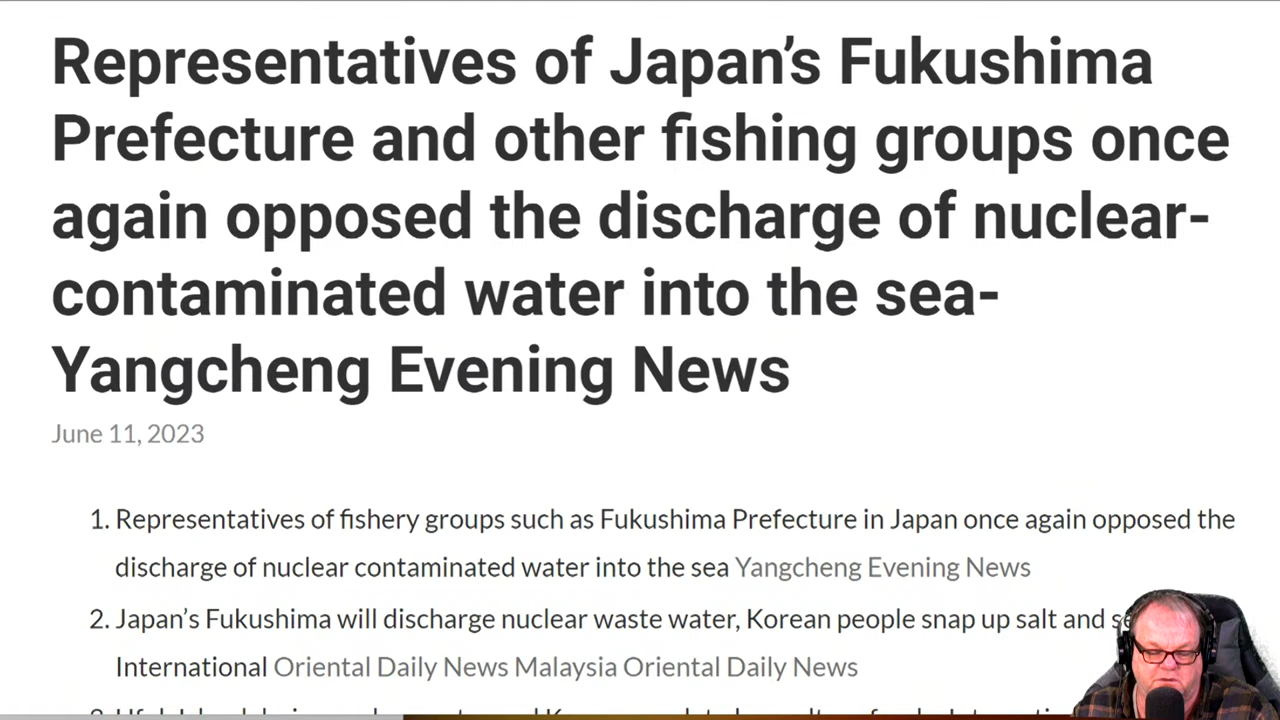 Representatives of Japan’s Fukushima
Prefecture and other fishing groups once
again opposed the discharge of nuclear-
contaminated water into the sea-
Yangcheng Evening News
June 11, 2023
1. Representatives of fishery groups such as Fukushima Prefecture in Japan once again opposed the
discharge of nuclear contaminated water into the sea Yangcheng Evening News
2. Japan’s Fukushima will discharge nuclear waste water, Korean people snap up salt and
International Oriental Daily News Malaysia Oriental Daily News